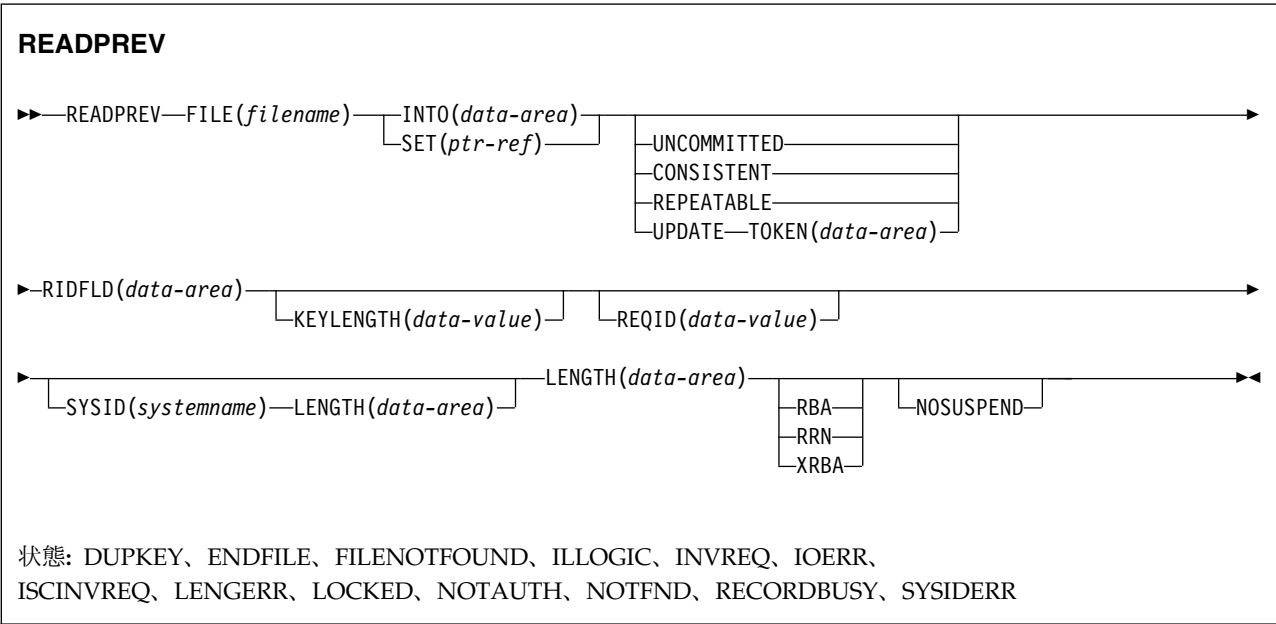 READPREV
READPREV FILE(filename) INTO(data-area)
SET(ptr-ref) UNCOMMITTED
CONSISTENT
REPEATABLE
UPDATE TOKEN(data-area)
RIDFLD(data-area)
KEYLENGTH(data-value) REQID(data-value)
LENGTH(data-area)
SYSID(systemname) LENGTH(data-area) RBA NOSUSPEND
RRN
XRBA
状態: DUPKEY、ENDFILE、FILENOTFOUND、ILLOGIC、INVREQ、IOERR、
ISCINVREQ、LENGERR、LOCKED、NOTAUTH、NOTFND、RECORDBUSY、SYSIDERR